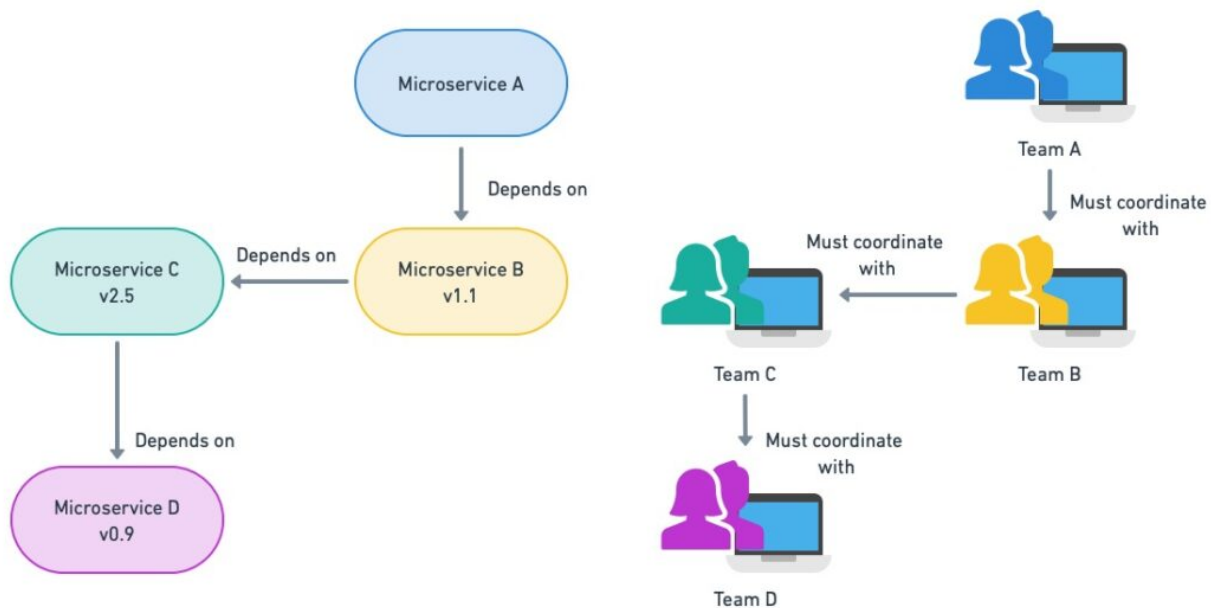 Microservice A
Depends on
Microservice B
v1.1
Depends on
Microservice C
v2.5
Depends on
Microservice D
v0.9
Team A
Must coordinate
with
Team B
Must coordinate
with
Team C
Must coordinate
with
Team D